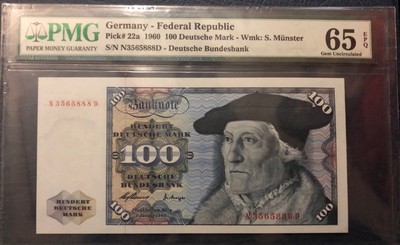 PMG
PAPER MONEY GUARANTY
Germany - Federal Republic
Pick# 22a 1960 100 Deutsche Mark - Wmk: S. Münster
S/N N3565888D - Deutsche Bundesbank
65 EPQ
Gem Uncirculated
N3565888D
Banknote
HUNDERT
DEUTSCHE MARK
100
DEUTSCHE
BUNDESBANK
100
100
HUNDERT
DEUTSCHE
MARK
N3565888D